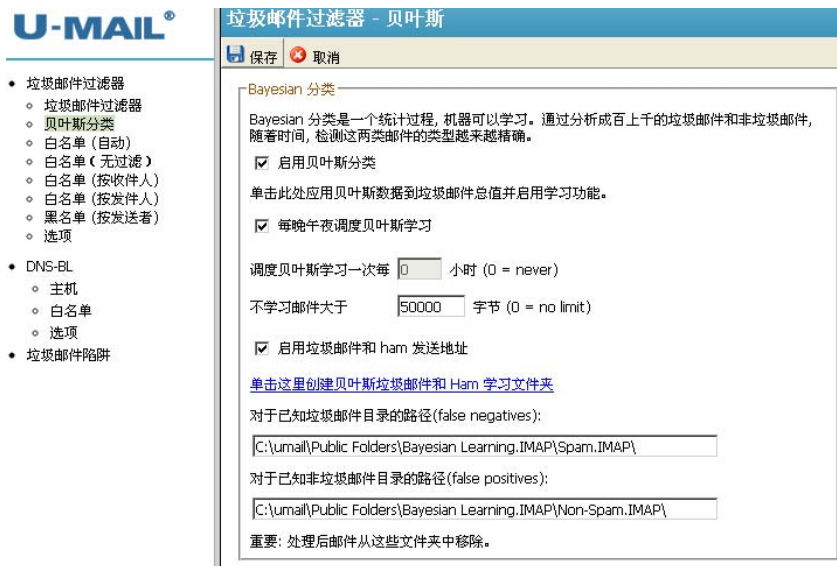 U-MAIL®
垃圾邮件过滤器
垃圾邮件过滤器
贝叶斯分类
白名单 (自动)
白名单 ( 无过滤 )
白名单 (按收件人)
白名单 (按发件人)
黑名单 (按发送者)
选项
DNS-BL
主机
白名单
选项
垃圾邮件陷阱
垃圾邮件过滤器 - 贝叶斯
保存 取消
Bayesian 分类
Bayesian 分类是一个统计过程, 机器可以学习。通过分析成百上千的垃圾邮件和非垃圾邮件,
随着时间, 检测这两类邮件的类型越来越精确。
启用贝叶斯分类
单击此处应用贝叶斯数据到垃圾邮件总值并启用学习功能。
每晚午夜调度贝叶斯学习
调度贝叶斯学习一次每 0 小时 (0 = never)
不学习邮件大于 50000 字节 (0 = no limit)
启用垃圾邮件和 ham 发送地址
单击这里创建贝叶斯垃圾邮件和 Ham 学习文件夹
对于已知垃圾邮件目录的路径(false negatives):
C:\umail\Public Folders\Bayesian Learning.IMAP\Spam.IMAP\
对于已知非垃圾邮件目录的路径(false positives):
C:\umail\Public Folders\Bayesian Learning.IMAP\Non-Spam.IMAP\
重要: 处理后邮件从这些文件夹中移除。